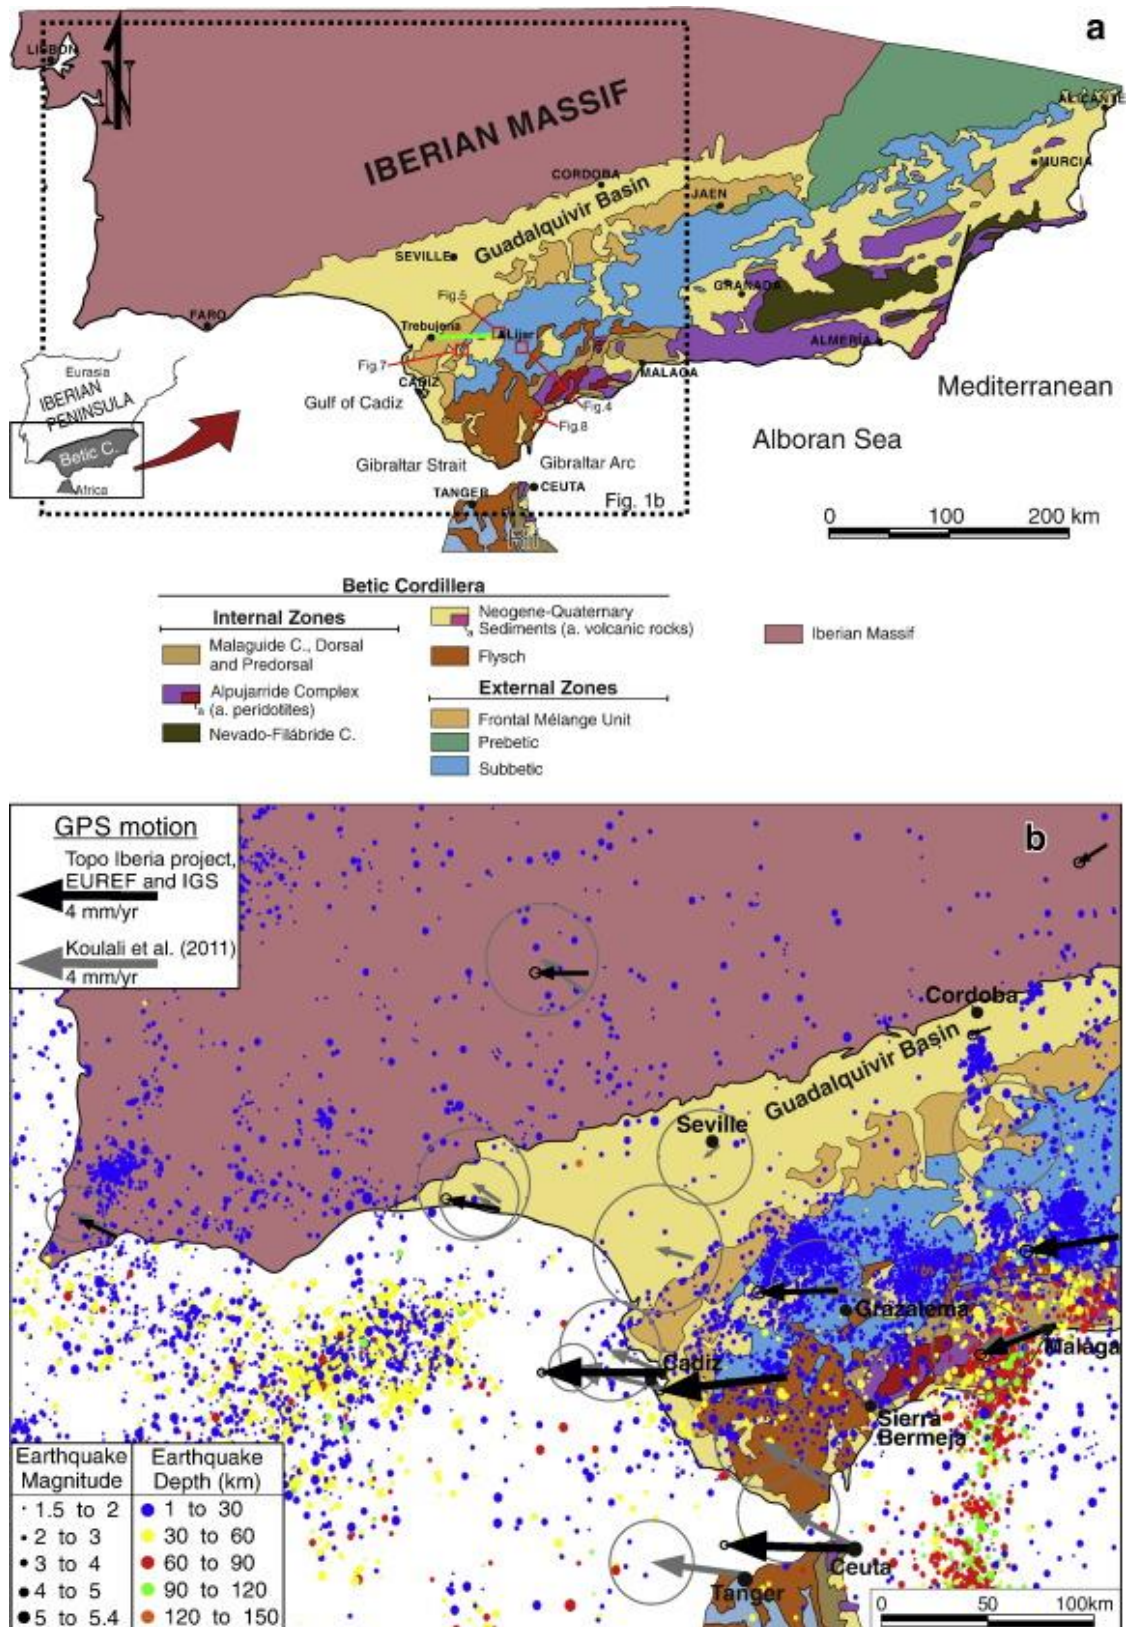 a
LISBON
N
IBERIAN MASSIF
ALICANTE
MURCIA
CORDOBA
JAEN
Guadalquivir Basin
SEVILLE
GRANADA
Fig.5
FARO
Trebujena
Lijar
ALMERÍA
Fig.7
MALAGA
CADIZ
Eurasia
IBERIAN
PENINSULA
Betic C.
Africa
Gulf of Cadiz
Fig.4
Fig.8
Mediterranean
Alboran Sea
Gibraltar Strait
Gibraltar Arc
TANGER
CEUTA
Fig. 1b
0 100 200 km
Betic Cordillera
Internal Zones
Malaguide C., Dorsal
and Predorsal
Alpujarride Complex
a
(a. peridotites)
Nevado-Filábride C.
Neogene-Quaternary
Sediments (a. volcanic rocks)
a
Flysch
External Zones
Frontal Mélange Unit
Prebetic
Subbetic
Iberian Massif
b
GPS motion
Topo Iberia project,
EUREF and IGS
4 mm/yr
Koulali et al. (2011)
4 mm/yr
Cordoba
Guadalquivir Basin
Seville
Grazalema
Malaga
Cadiz
Sierra
Bermeja
Ceuta
Tanger
Earthquake
Magnitude
1.5 to 2
2 to 3
3 to 4
4 to 5
5 to 5.4
Earthquake
Depth (km)
1 to 30
30 to 60
60 to 90
90 to 120
120 to 150
0 50 100km